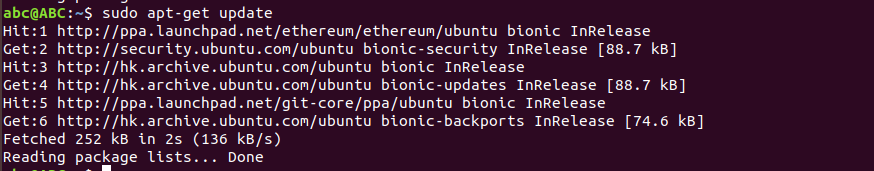 abc@ABC:~$ sudo apt-get update
Hit:1 http://ppa.launchpad.net/ethereum/ethereum/ubuntu bionic InRelease
Get:2 http://security.ubuntu.com/ubuntu bionic-security InRelease [88.7 kB]
Hit:3 http://hk.archive.ubuntu.com/ubuntu bionic InRelease
Get:4 http://hk.archive.ubuntu.com/ubuntu bionic-updates InRelease [88.7 kB]
Hit:5 http://ppa.launchpad.net/git-core/ppa/ubuntu bionic InRelease
Get:6 http://hk.archive.ubuntu.com/ubuntu bionic-backports InRelease [74.6 kB]
Fetched 252 kB in 2s (136 kB/s)
Reading package lists... Done